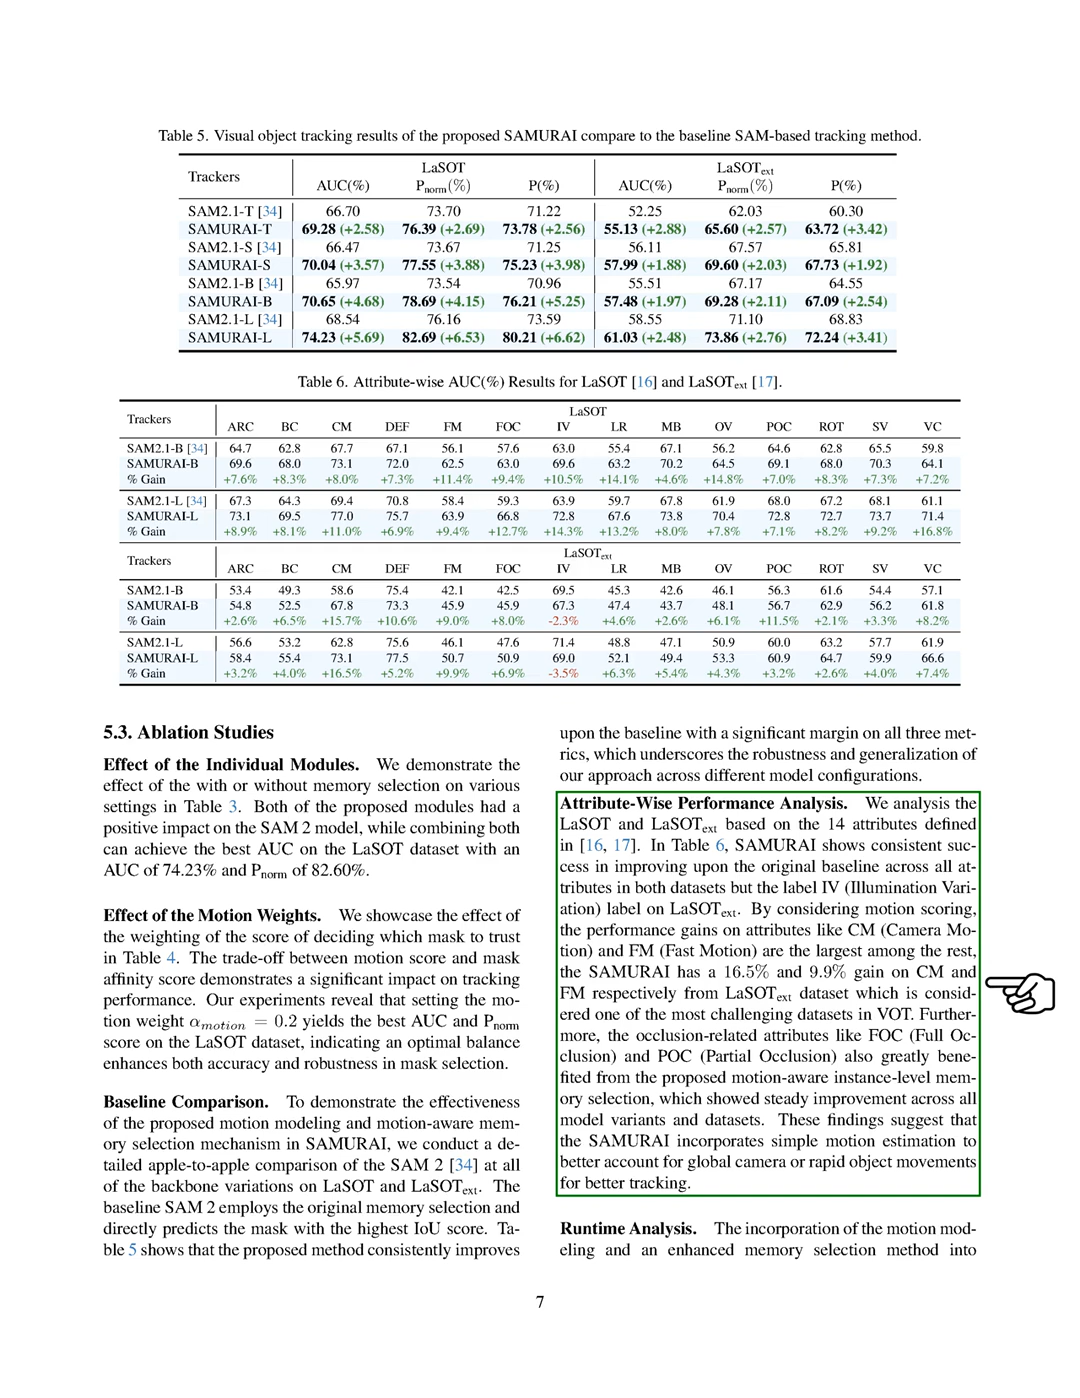 Table 5. Visual object tracking results of the proposed SAMURAI compare to the baseline SAM-based tracking method.
Trackers LaSOT LaSOText
AUC(%) Pnorm(%) P(%) AUC(%) Pnorm(%) P(%)
SAM2.1-T [34] 66.70 73.70 71.22 52.25 62.03 60.30
SAMURAI-T 69.28 (+2.58) 76.39 (+2.69) 73.78 (+2.56) 55.13 (+2.88) 65.60 (+2.57) 63.72 (+3.42)
SAM2.1-S [34] 66.47 73.67 71.25 56.11 67.57 65.81
SAMURAI-S 70.04 (+3.57) 77.55 (+3.88) 75.23 (+3.98) 57.99 (+1.88) 69.60 (+2.03) 67.73 (+1.92)
SAM2.1-B [34] 65.97 73.54 70.96 55.51 67.17 64.55
SAMURAI-B 70.65 (+4.68) 78.69 (+4.15) 76.21 (+5.25) 57.48 (+1.97) 69.28 (+2.11) 67.09 (+2.54)
SAM2.1-L [34] 68.54 76.16 73.59 58.55 71.10 68.83
SAMURAI-L 74.23 (+5.69) 82.69 (+6.53) 80.21 (+6.62) 61.03 (+2.48) 73.86 (+2.76) 72.24 (+3.41)
Table 6. Attribute-wise AUC(%) Results for LaSOT [16] and LaSOText [17].
Trackers LaSOT
ARC BC CM DEF FM FOC IV LR MB OV POC ROT SV VC
SAM2.1-B [34] 64.7 62.8 67.7 67.1 56.1 57.6 63.0 55.4 67.1 56.2 64.6 62.8 65.5 59.8
SAMURAI-B 69.6 68.0 73.1 72.0 62.5 63.0 69.6 63.2 70.2 64.5 69.1 68.0 70.3 64.1
% Gain +7.6% +8.3% +8.0% +7.3% +11.4% +9.4% +10.5% +14.1% +4.6% +14.8% +7.0% +8.3% +7.3% +7.2%
SAM2.1-L [34] 67.3 64.3 69.4 70.8 58.4 59.3 63.9 59.7 67.8 61.9 68.0 67.2 68.1 61.1
SAMURAI-L 73.1 69.5 77.0 75.7 63.9 66.8 72.8 67.6 73.8 70.4 72.8 72.7 73.7 71.4
% Gain +8.9% +8.1% +11.0% +6.9% +9.4% +12.7% +14.3% +13.2% +8.0% +7.8% +7.1% +8.2% +9.2% +16.8%
Trackers LaSOText
ARC BC CM DEF FM FOC IV LR MB OV POC ROT SV VC
SAM2.1-B 53.4 49.3 58.6 75.4 42.1 42.5 69.5 45.3 42.6 46.1 56.3 61.6 54.4 57.1
SAMURAI-B 54.8 52.5 67.8 73.3 45.9 45.9 67.3 47.4 43.7 48.1 56.7 62.9 56.2 61.8
% Gain +2.6% +6.5% +15.7% +10.6% +9.0% +8.0% -2.3% +4.6% +2.6% +6.1% +11.5% +2.1% +3.3% +8.2%
SAM2.1-L 56.6 53.2 62.8 75.6 46.1 47.6 71.4 48.8 47.1 50.9 60.0 63.2 57.7 61.9
SAMURAI-L 58.4 55.4 73.1 77.5 50.7 50.9 69.0 52.1 49.4 53.3 60.9 64.7 59.9 66.6
% Gain +3.2% +4.0% +16.5% +5.2% +9.9% +6.9% -3.5% +6.3% +5.4% +4.3% +3.2% +2.6% +4.0% +7.4%
5.3. Ablation Studies
Effect of the Individual Modules. We demonstrate the
effect of the with or without memory selection on various
settings in Table 3. Both of the proposed modules had a
positive impact on the SAM 2 model, while combining both
can achieve the best AUC on the LaSOT dataset with an
AUC of 74.23% and Pnorm of 82.60%.
Effect of the Motion Weights. We showcase the effect of
the weighting of the score of deciding which mask to trust
in Table 4. The trade-off between motion score and mask
affinity score demonstrates a significant impact on tracking
performance. Our experiments reveal that setting the mo-
tion weight αmotion = 0.2 yields the best AUC and Pnorm
score on the LaSOT dataset, indicating an optimal balance
enhances both accuracy and robustness in mask selection.
Baseline Comparison. To demonstrate the effectiveness
of the proposed motion modeling and motion-aware mem-
ory selection mechanism in SAMURAI, we conduct a de-
tailed apple-to-apple comparison of the SAM 2 [34] at all
of the backbone variations on LaSOT and LaSOText. The
baseline SAM 2 employs the original memory selection and
directly predicts the mask with the highest IoU score. Ta-
ble 5 shows that the proposed method consistently improves
upon the baseline with a significant margin on all three met-
rics, which underscores the robustness and generalization of
our approach across different model configurations.
Attribute-Wise Performance Analysis. We analysis the
LaSOT and LaSOText based on the 14 attributes defined
in [16, 17]. In Table 6, SAMURAI shows consistent suc-
cess in improving upon the original baseline across all at-
tributes in both datasets but the label IV (Illumination Vari-
ation) label on LaSOText. By considering motion scoring,
the performance gains on attributes like CM (Camera Mo-
tion) and FM (Fast Motion) are the largest among the rest,
the SAMURAI has a 16.5% and 9.9% gain on CM and
FM respectively from LaSOText dataset which is consid-
ered one of the most challenging datasets in VOT. Further-
more, the occlusion-related attributes like FOC (Full Oc-
clusion) and POC (Partial Occlusion) also greatly bene-
fited from the proposed motion-aware instance-level mem-
ory selection, which showed steady improvement across all
model variants and datasets. These findings suggest that
the SAMURAI incorporates simple motion estimation to
better account for global camera or rapid object movements
for better tracking.
Runtime Analysis. The incorporation of the motion mod-
eling and an enhanced memory selection method into
7